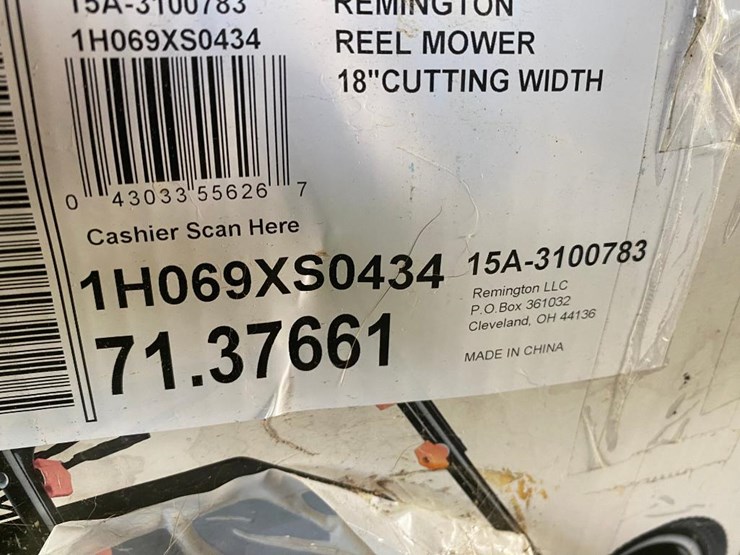 15A-3100783
1H069XS0434
REMINGTON
REEL MOWER
18"CUTTING WIDTH
0 43033 55626 7
Cashier Scan Here
1H069XS0434
71.37661
15A-3100783
Remington LLC
P.O.Box 361032
Cleveland, OH 44136
MADE IN CHINA